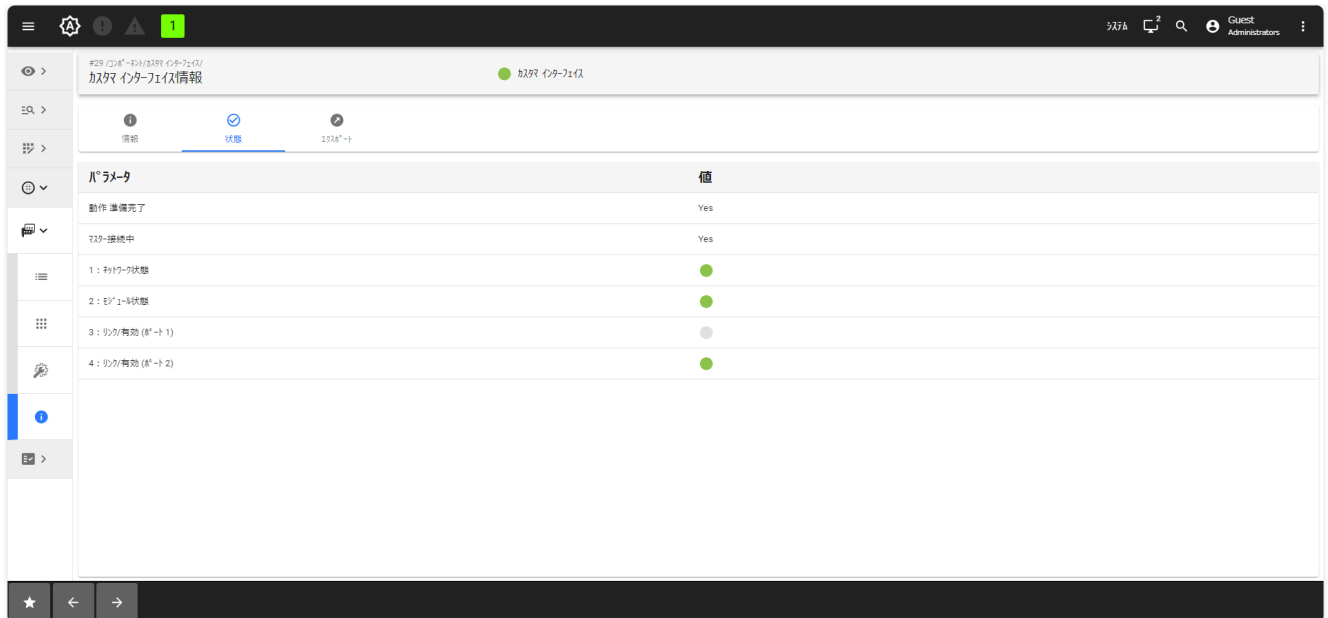 1
ｼｽﾃﾑ
2
Guest
Administrators
#29 /ｺﾝﾎﾟｰﾈﾝﾄ/ｶｽﾀﾏ ｲﾝﾀｰﾌｪｲｽ/
ｶｽﾀﾏ ｲﾝﾀｰﾌｪｲｽ情報
ｶｽﾀﾏ ｲﾝﾀｰﾌｪｲｽ
情報
状態
ｴｸｽﾎﾟｰﾄ
ﾊﾟﾗﾒｰﾀ 値
動作 準備完了 Yes
ﾏｽﾀｰ接続中 Yes
1 : ﾈｯﾄﾜｰｸ状態
2 : ﾓｼﾞｭｰﾙ状態
3 : ﾘﾝｸ/有効 (ﾎﾟｰﾄ 1)
4 : ﾘﾝｸ/有効 (ﾎﾟｰﾄ 2)